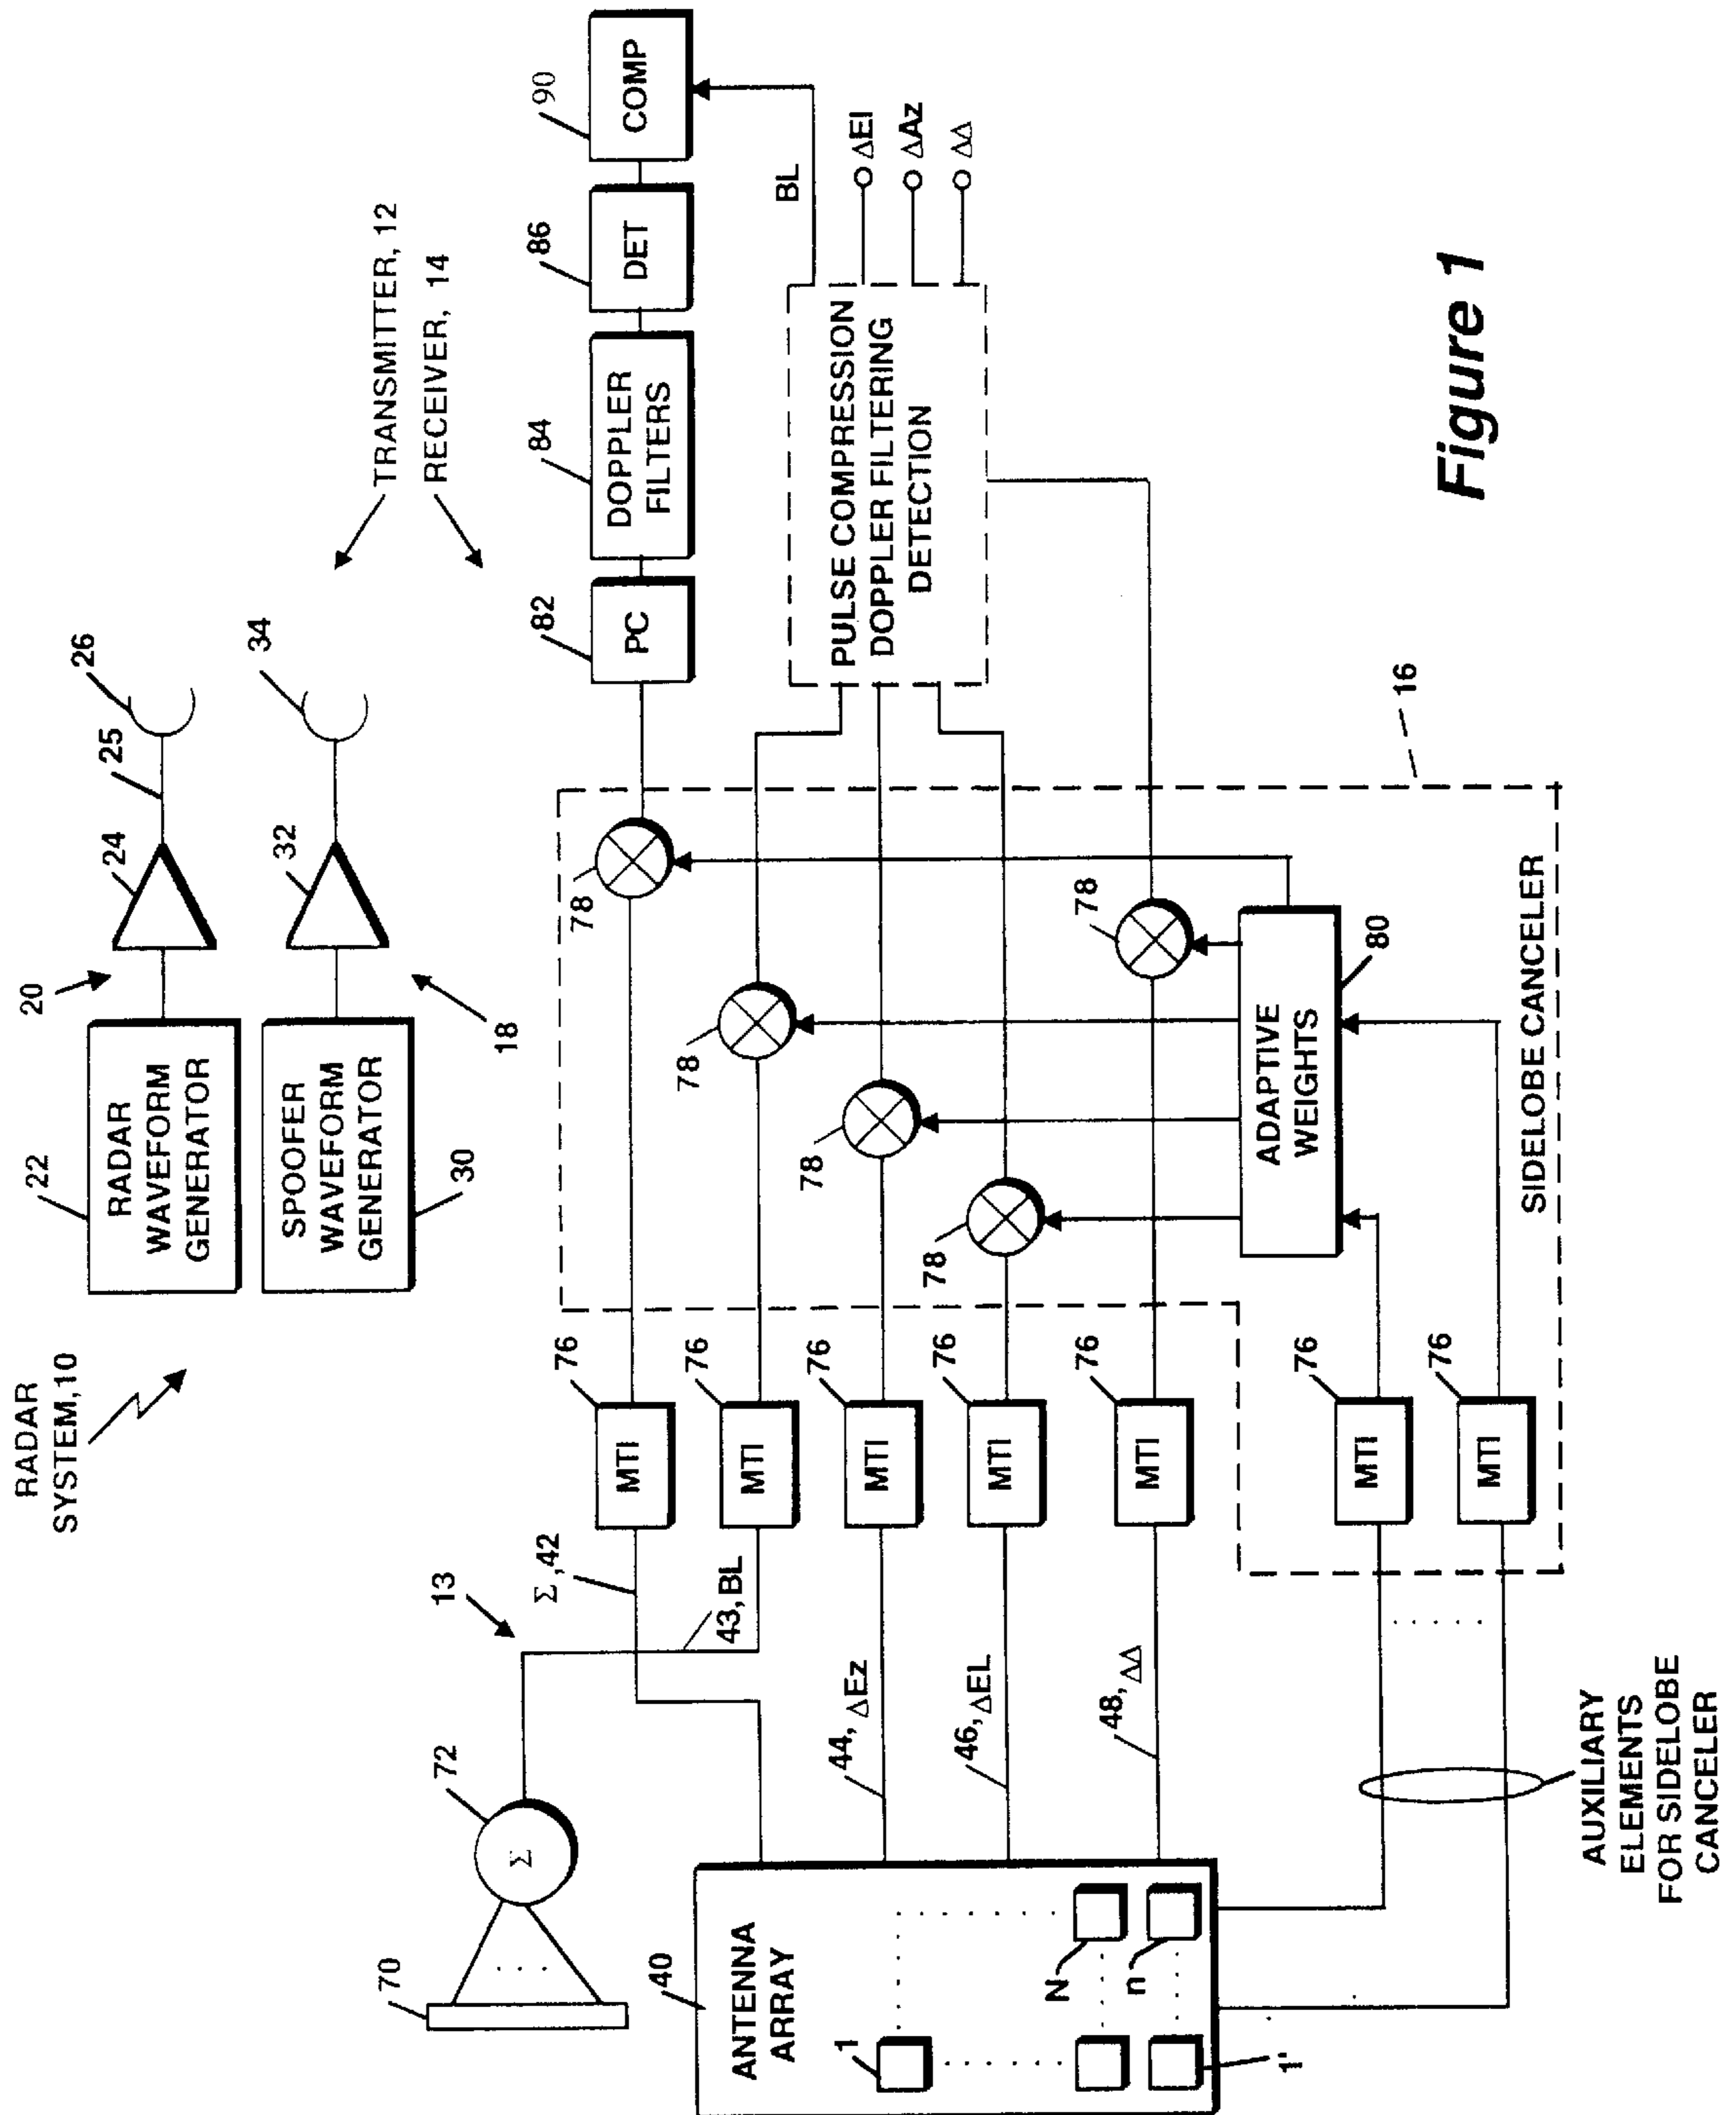 RADAR
SYSTEM,10
22
RADAR
WAVEFORM
GENERATOR
20
24
25
26
SPOOFER
WAVEFORM
GENERATOR
30
18
32
34
TRANSMITTER, 12
RECEIVER, 14
13
70
72
Σ
Σ ,42
43, BL
44, ΔEz
46, ΔEL
48, ΔΔ
40
ANTENNA
ARRAY
1
N
n
1'
76
MTI
76
MTI
76
MTI
76
MTI
76
MTI
76
MTI
76
MTI
78
78
78
78
78
ADAPTIVE
WEIGHTS
80
SIDELOBE CANCELER
16
AUXILIARY
ELEMENTS
FOR SIDELOBE
CANCELER
82
PC
84
DOPPLER
FILTERS
86
DET
90
COMP
PULSE COMPRESSION
DOPPLER FILTERING
DETECTION
BL
ΔEl
ΔAz
ΔΔ
Figure 1